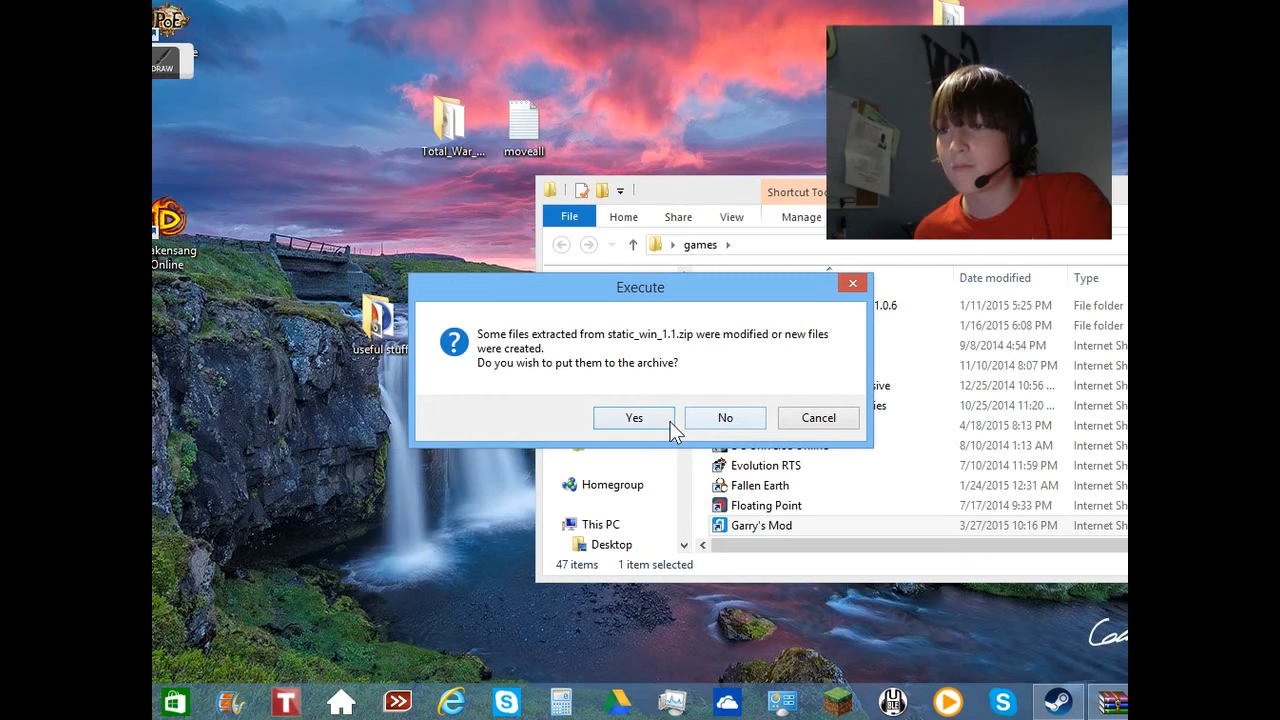 PoE
DRAW
Total_War_...
moveall
Online
useful stuff
Shortcut Too
File
Home
Share
View
Manage
games
Date modified
Type
1.0.6
1/11/2015 5:25 PM
File folder
1/16/2015 6:08 PM
File folder
9/8/2014 4:54 PM
Internet Sh
11/10/2014 8:07 PM
Internet Sh
12/25/2014 10:56 ...
Internet Sh
10/25/2014 11:20 ...
Internet Sh
4/18/2015 8:13 PM
Internet Sh
8/10/2014 1:13 AM
Internet Sh
Evolution RTS
7/10/2014 11:59 PM
Internet Sh
Fallen Earth
1/24/2015 12:31 AM
Internet Sh
Floating Point
7/17/2014 9:33 PM
Internet Sh
Garry's Mod
3/27/2015 10:16 PM
Internet Sh
Homegroup
This PC
Desktop
47 items
1 item selected
Execute
Some files extracted from static_win_1.1.zip were modified or new files
were created.
Do you wish to put them to the archive?
Yes
No
Cancel